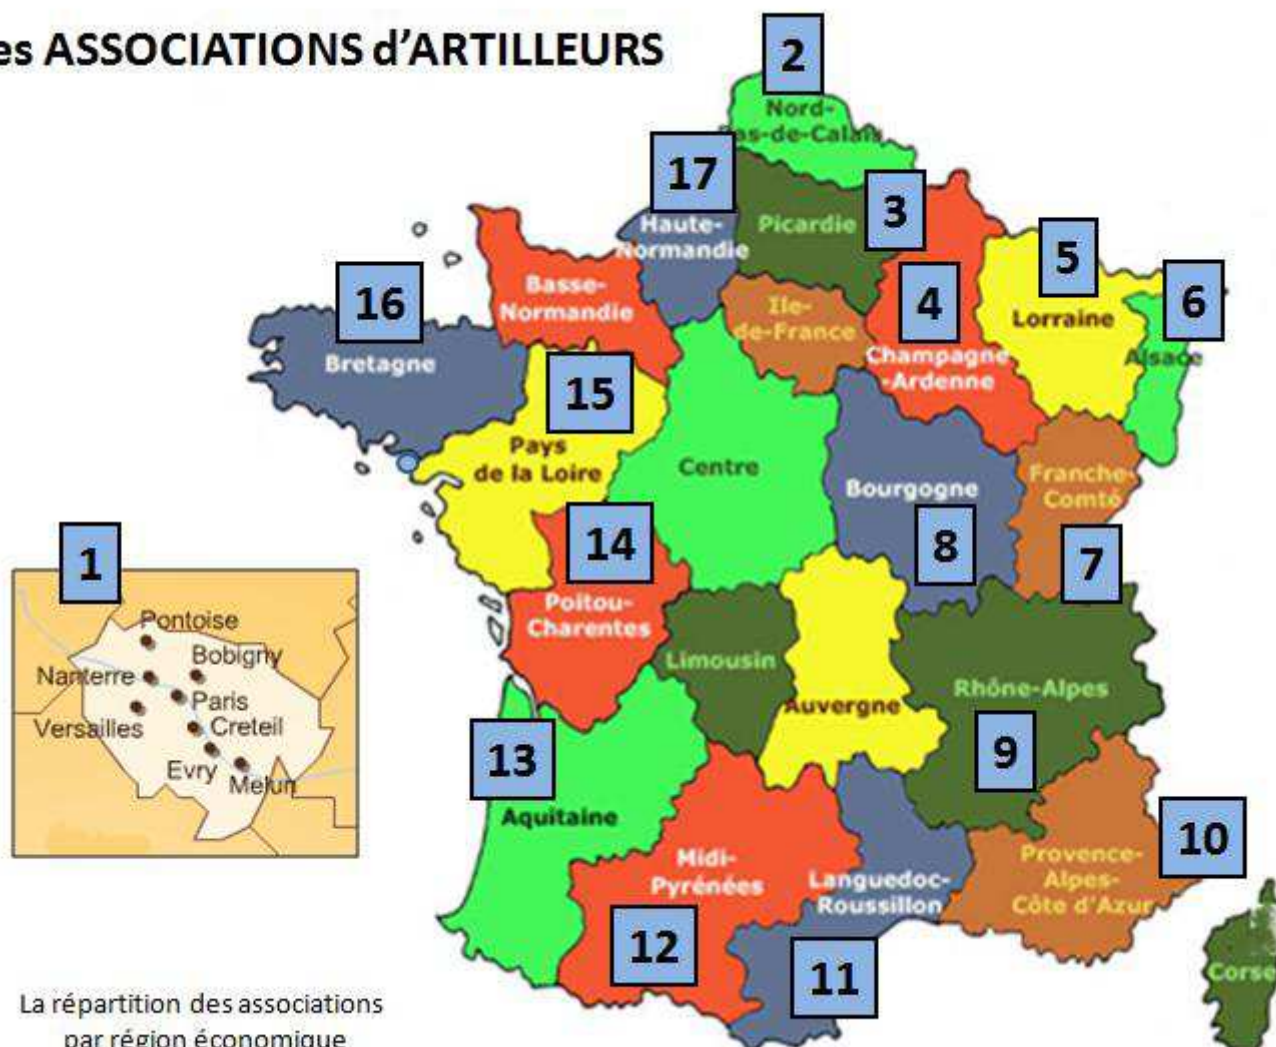 es ASSOCIATIONS d'ARTILLEURS
2
Nord-
Pas-de-Calais
17
3
Haute-
Normandie
Picardie
5
16
Basse-
Normandie
Ile-
de-France
4
Lorraine
6
Bretagne
Champagne
-Ardenne
Alsace
15
Pays
de la Loire
Centre
Bourgogne
Franche-
Comté
14
8
7
1
Pontoise
Bobigny
Nanterre
Paris
Versailles
Creteil
Evry
Melun
Poitou-
Charentes
Limousin
Rhône-Alpes
Auvergne
13
9
Aquitaine
10
Midi-
Pyrénées
Languedoc-
Roussillon
Provence-
Alpes-
Côte d'Azur
12
11
Corse
La répartition des associations
par région économique